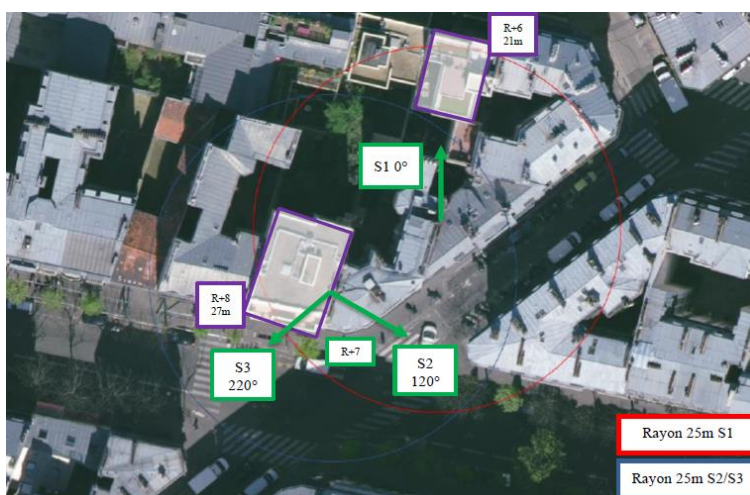 R+6
21m
S1 0°
R+8
27m
R+7
S3
220°
S2
120°
Rayon 25m S1
Rayon 25m S2/S3